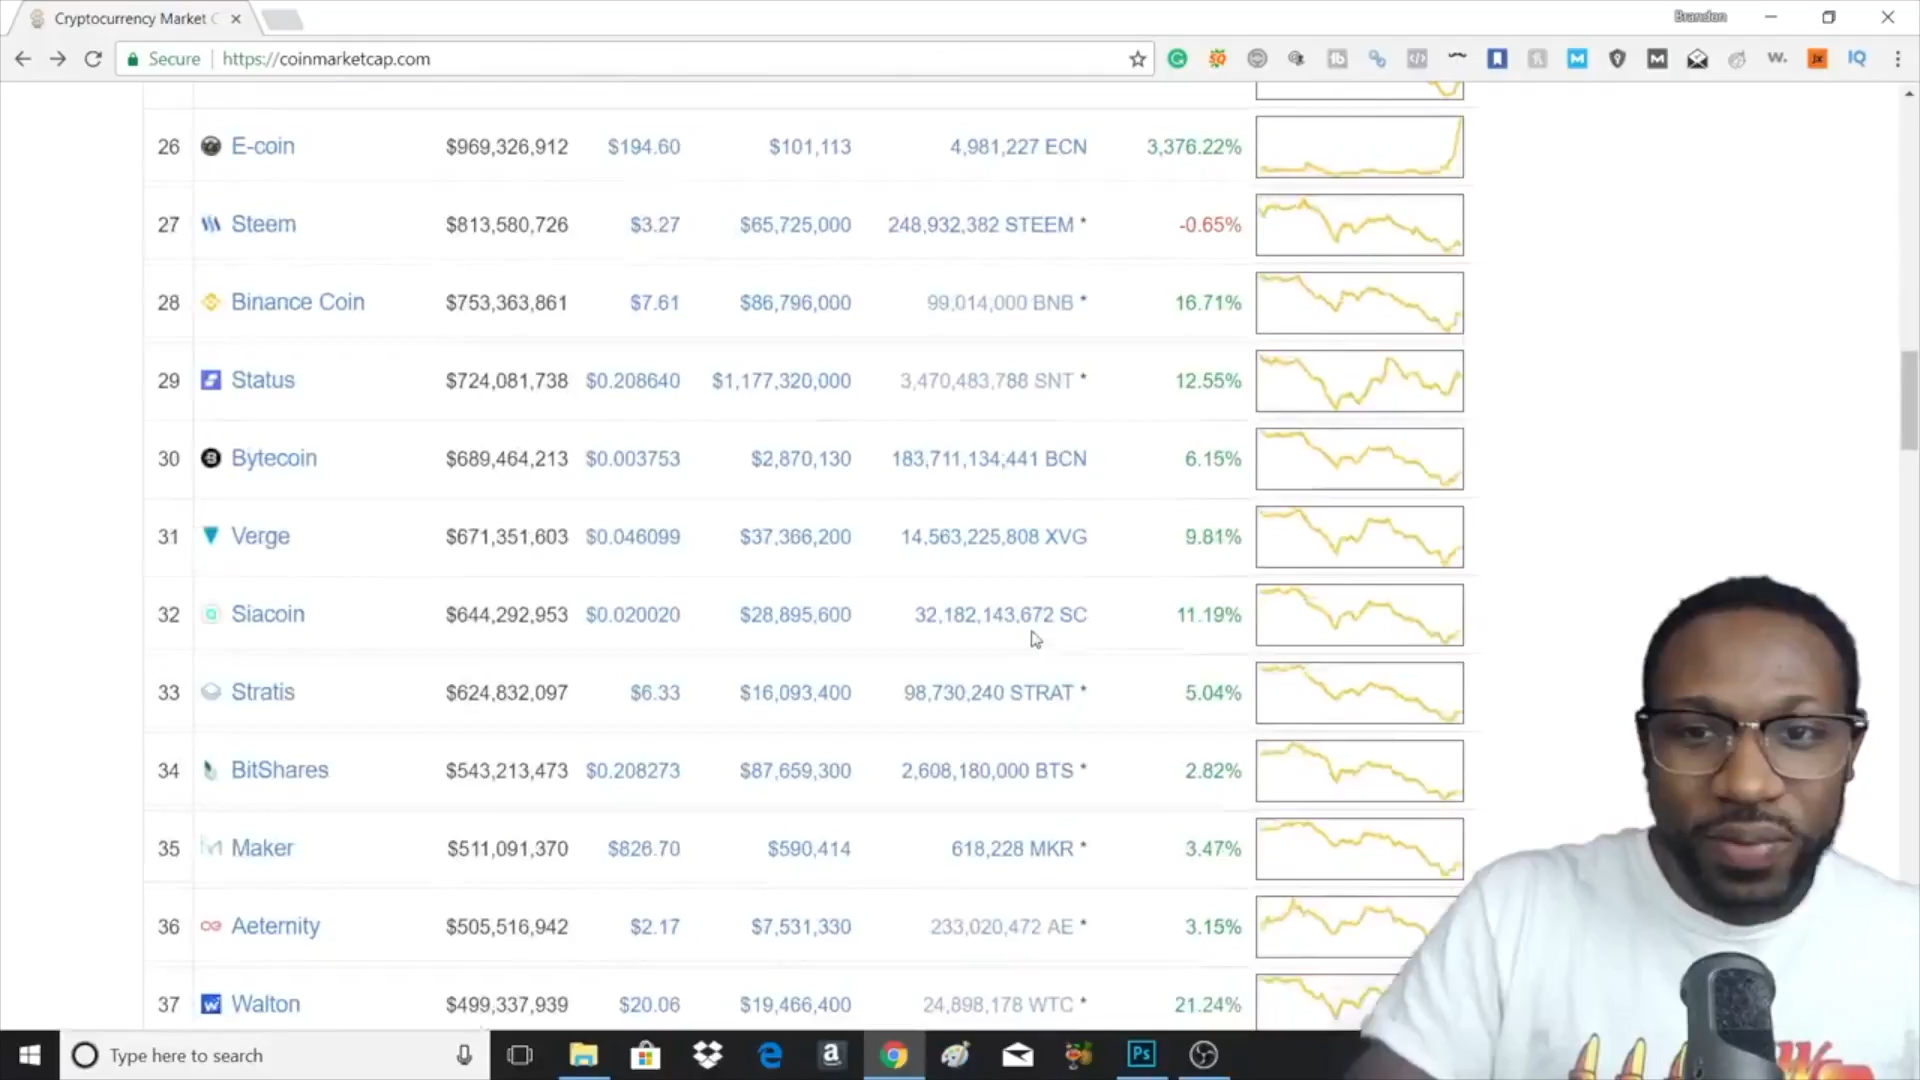 Cryptocurrency Market C
Brandon
Secure https://coinmarketcap.com
26 E-coin $969,326,912 $194.60 $101,113 4,981,227 ECN 3,376.22%
27 Steem $813,580,726 $3.27 $65,725,000 248,932,382 STEEM * -0.65%
28 Binance Coin $753,363,861 $7.61 $86,796,000 99,014,000 BNB * 16.71%
29 Status $724,081,738 $0.208640 $1,177,320,000 3,470,483,788 SNT * 12.55%
30 Bytecoin $689,464,213 $0.003753 $2,870,130 183,711,134,441 BCN 6.15%
31 Verge $671,351,603 $0.046099 $37,366,200 14,563,225,808 XVG 9.81%
32 Siacoin $644,292,953 $0.020020 $28,895,600 32,182,143,672 SC 11.19%
33 Stratis $624,832,097 $6.33 $16,093,400 98,730,240 STRAT * 5.04%
34 BitShares $543,213,473 $0.208273 $87,659,300 2,608,180,000 BTS * 2.82%
35 Maker $511,091,370 $826.70 $590,414 618,228 MKR * 3.47%
36 Aeternity $505,516,942 $2.17 $7,531,330 233,020,472 AE * 3.15%
37 Walton $499,337,939 $20.06 $19,466,400 24,898,178 WTC * 21.24%
Type here to search